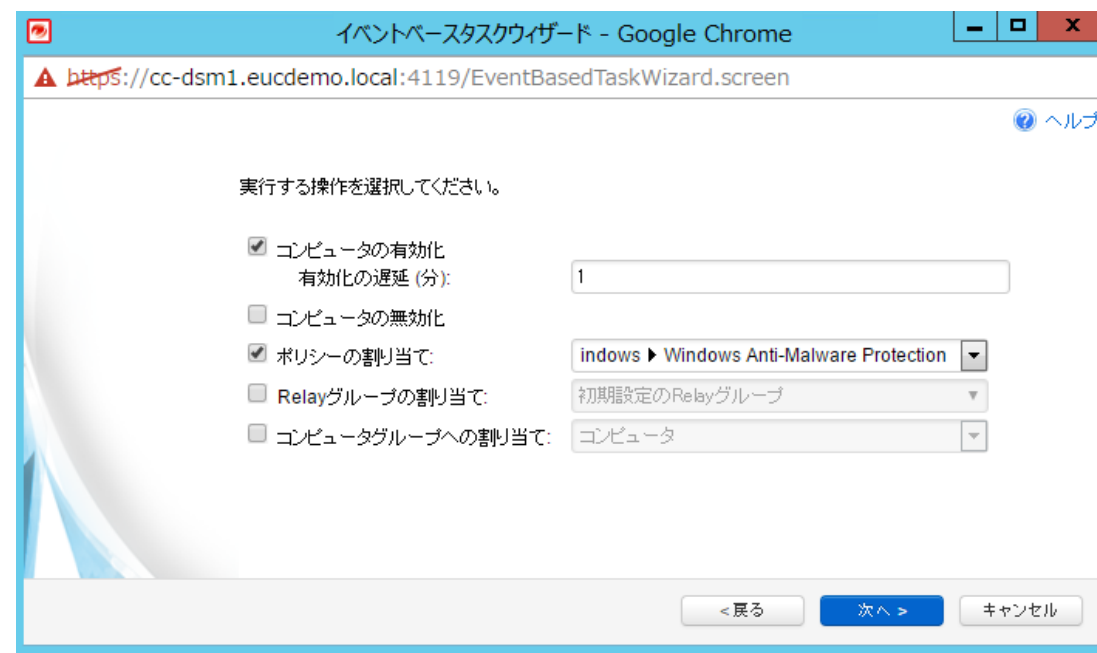 イベントベースタスクウィザード - Google Chrome
https://cc-dsm1.eucdemo.local:4119/EventBasedTaskWizard.screen
ヘルプ
実行する操作を選択してください。
コンピュータの有効化
有効化の遅延 (分): 1
コンピュータの無効化
ポリシーの割り当て: indows ▶ Windows Anti-Malware Protection
Relayグループの割り当て: 初期設定のRelayグループ
コンピュータグループへの割り当て: コンピュータ
<戻る 次へ > キャンセル